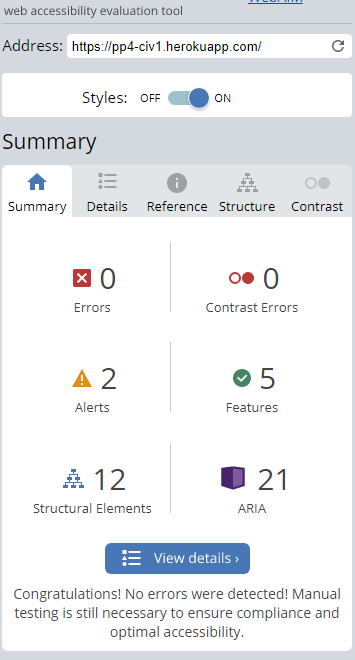 WebAIM
web accessibility evaluation tool
Address: https://pp4-civ1.herokuapp.com/
Styles: OFF ON
Summary
Summary Details Reference Structure Contrast
0 0
Errors Contrast Errors
2 5
Alerts Features
12 21
Structural Elements ARIA
View details ›
Congratulations! No errors were detected! Manual
testing is still necessary to ensure compliance and
optimal accessibility.